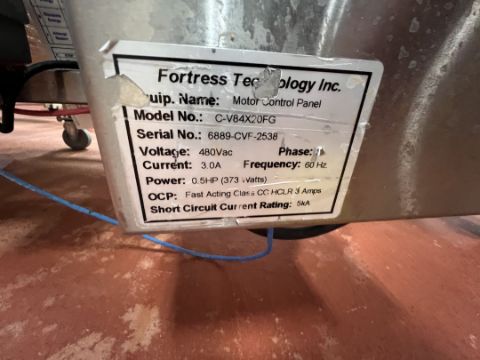 Fortress Technology Inc.
Equip. Name: Motor Control Panel
Model No.: C-V84X20FG
Serial No.: 6889-CVF-2538
Voltage: 480Vac Phase:
Current: 3.0A Frequency: 60 Hz
Power: 0.5HP (373 Watts)
OCP: Fast Acting Class CC HCLR 3 Amps
Short Circuit Current Rating: 5kA